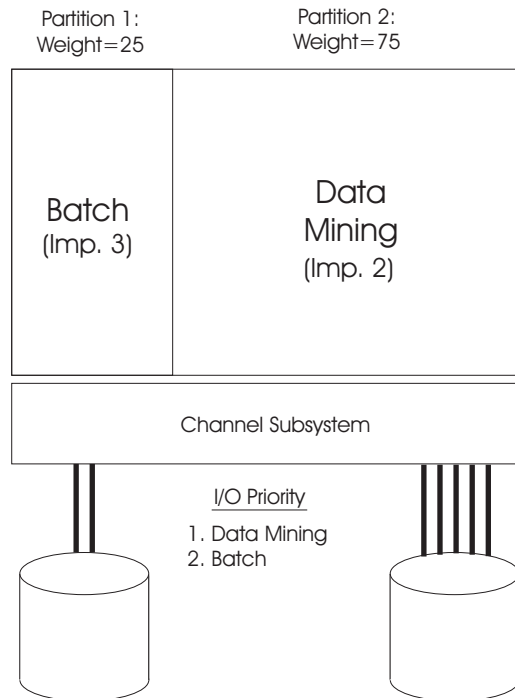 Partition 1:
Weight=25
Partition 2:
Weight=75
Batch
(Imp. 3)
Data
Mining
(Imp. 2)
Channel Subsystem
I/O Priority
1. Data Mining
2. Batch